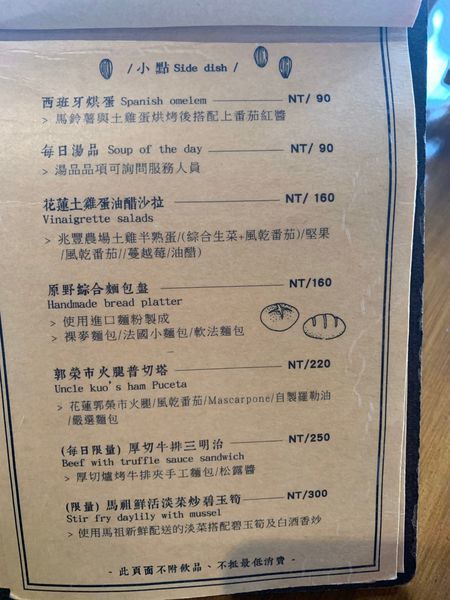 /小點 Side dish /
西班牙烘蛋 Spanish omelem NT/ 90
> 馬鈴薯與土雞蛋烘烤後搭配上番茄紅醬
每日湯品 Soup of the day NT/ 90
> 湯品品項可詢問服務人員
花蓮土雞蛋油醋沙拉 NT/ 160
Vinaigrette salads
> 兆豐農場土雞半熟蛋/(綜合生菜+風乾番茄)/堅果
/風乾番茄//蔓越莓/油醋)
原野綜合麵包盤 NT/160
Handmade bread platter
> 使用進口麵粉製成
> 裸麥麵包/法國小麵包/軟法麵包
郭榮市火腿普切塔 NT/220
Uncle kuo's ham Puceta
> 花蓮郭榮市火腿/風乾番茄/Mascarpone/自製羅勒油
/嚴選麵包
(每日限量) 厚切牛排三明治 NT/250
Beef with truffle sauce sandwich
> 厚切爐烤牛排夾手工麵包/松露醬
(限量) 馬祖鮮活淡菜炒碧玉筍 NT/300
Stir fry daylily with mussel
> 使用馬祖新鮮配送的淡菜搭配碧玉筍及白酒香炒
- 此頁面不附飲品、不抵最低消費 -